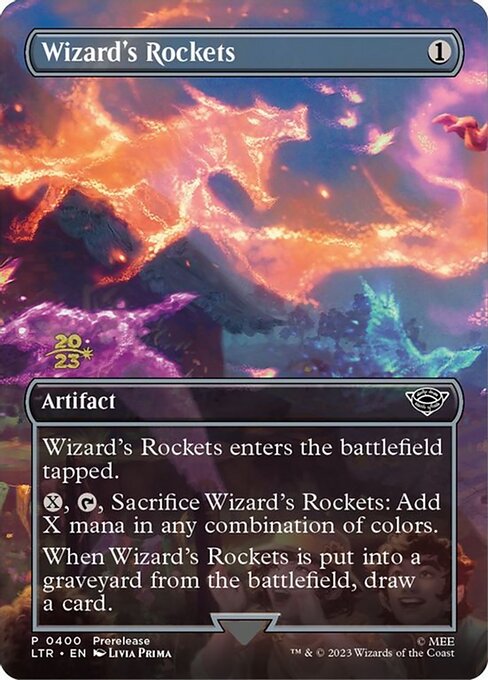 Wizard's Rockets 1
20
23
Artifact
Wizard's Rockets enters the battlefield
tapped.
X, , Sacrifice Wizard's Rockets: Add
X mana in any combination of colors.
When Wizard's Rockets is put into a
graveyard from the battlefield, draw
a card.
P 0400 Prerelease
LTR • EN LIVIA PRIMA
© MEE
™ & © 2023 Wizards of the Coast